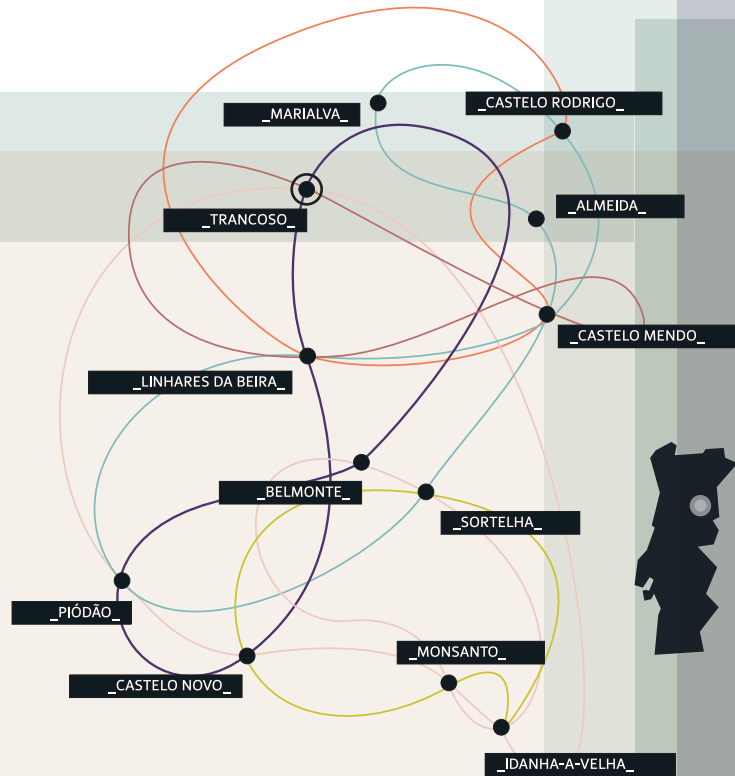 _MARIALVA_
_CASTELO RODRIGO_
_TRANCOSO_
_ALMEIDA_
_CASTELO MENDO_
_LINHARES DA BEIRA_
_BELMONTE_
_SORTELHA_
_PIÓDÃO_
_MONSANTO_
_CASTELO NOVO_
_IDANHA-A-VELHA_